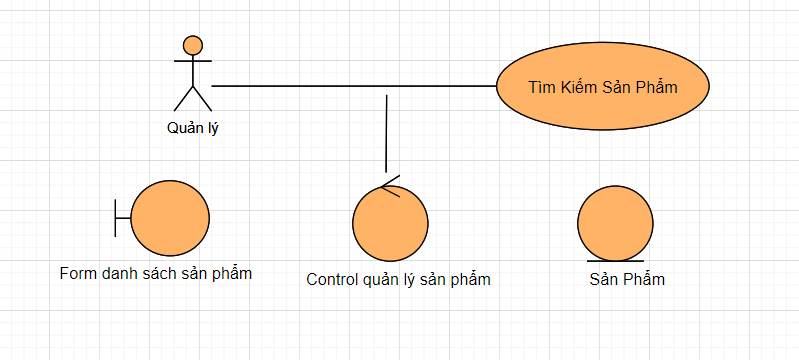 Tìm Kiếm Sản Phẩm
Quản lý
Form danh sách sản phẩm
Control quản lý sản phẩm
Sản Phẩm